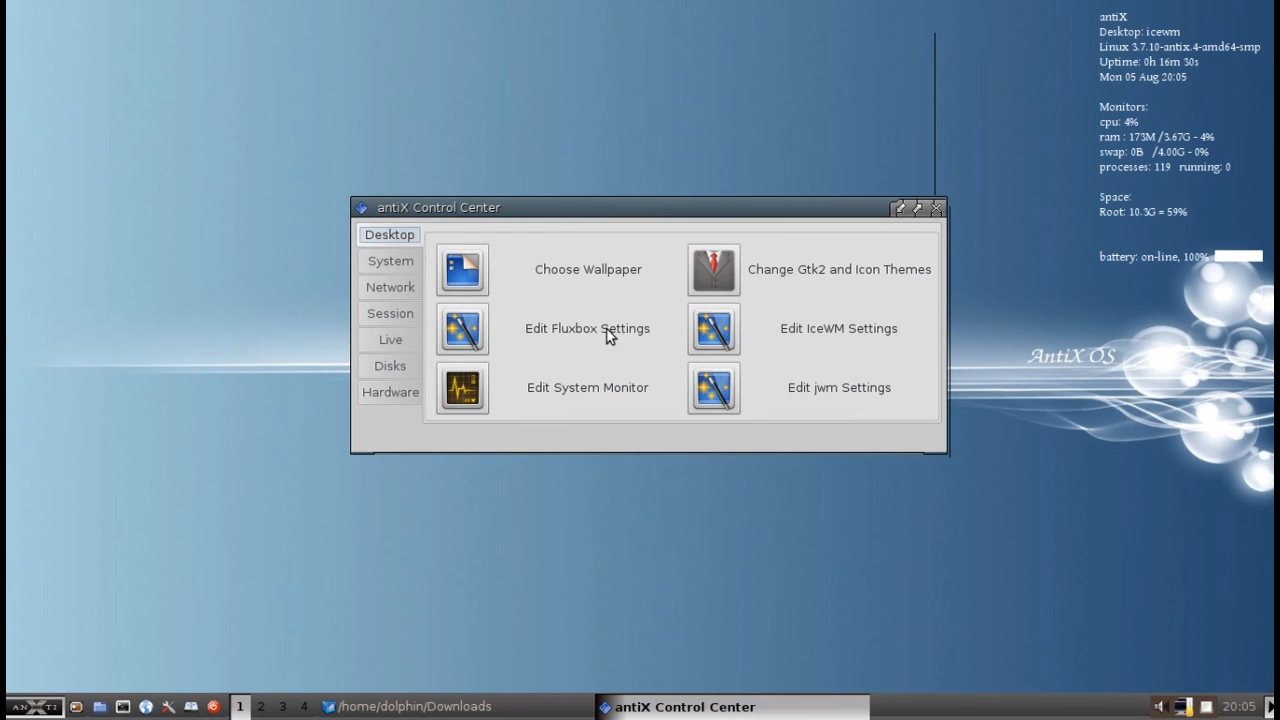 antiX
Desktop: icewm
Linux 3.7.10-antix.4-amd64-smp
Uptime: 0h 16m 30s
Mon 05 Aug 20:05
Monitors:
cpu: 4%
ram : 173M /3.67G - 4%
swap: 0B /4.00G - 0%
processes: 119 running: 0
Space:
Root: 10.3G = 59%
battery: on-line, 100%
antiX Control Center
Desktop
System
Network
Session
Live
Disks
Hardware
Choose Wallpaper
Change Gtk2 and Icon Themes
Edit Fluxbox Settings
Edit IceWM Settings
Edit System Monitor
Edit jwm Settings
AntiX OS
ANXTI
1 2 3 4 /home/dolphin/Downloads antiX Control Center 20:05